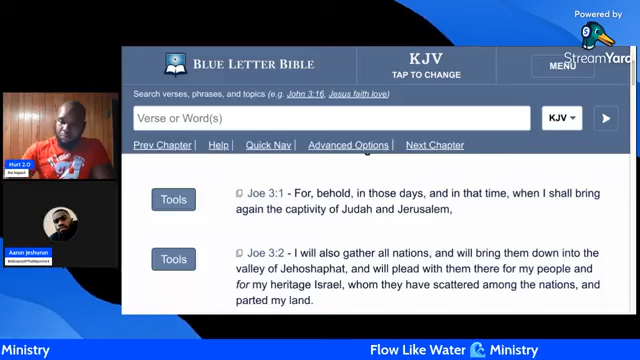 Powered by
StreamYard
BLUE LETTER BIBLE
KJV
TAP TO CHANGE
MENU
Search verses, phrases, and topics (e.g. John 3:16, Jesus faith love)
Verse or Word(s)
KJV
Prev Chapter | Help | Quick Nav | Advanced Options | Next Chapter
Tools
Joe 3:1 - For, behold, in those days, and in that time, when I shall bring
again the captivity of Judah and Jerusalem,
Tools
Joe 3:2 - I will also gather all nations, and will bring them down into the
valley of Jehoshaphat, and will plead with them there for my people and
for my heritage Israel, whom they have scattered among the nations, and
parted my land.
Hurt 2.0
Aaron Jeshurun
Ministry
Flow Like Water 🌊 Ministry